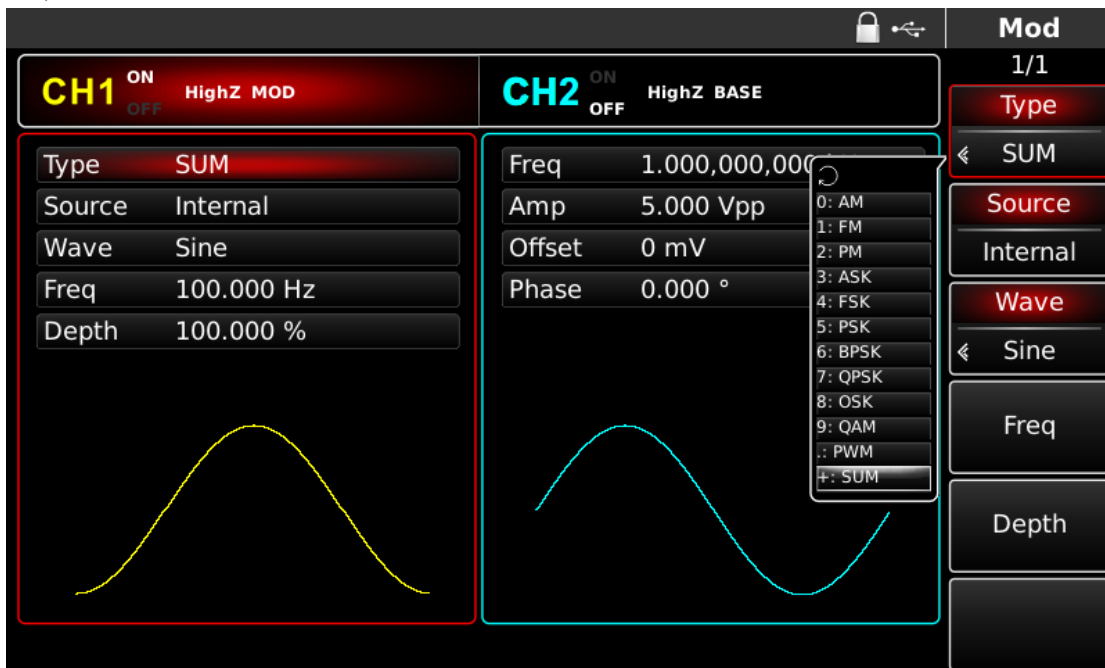 Mod
1/1
CH1 ON OFF HighZ MOD
CH2 ON OFF HighZ BASE
Type SUM
Source Internal
Wave Sine
Freq 100.000 Hz
Depth 100.000 %
Freq 1.000,000,000
Amp 5.000 Vpp
Offset 0 mV
Phase 0.000 °
0: AM
1: FM
2: PM
3: ASK
4: FSK
5: PSK
6: BPSK
7: QPSK
8: OSK
9: QAM
.: PWM
+: SUM
Type
SUM
Source
Internal
Wave
Sine
Freq
Depth